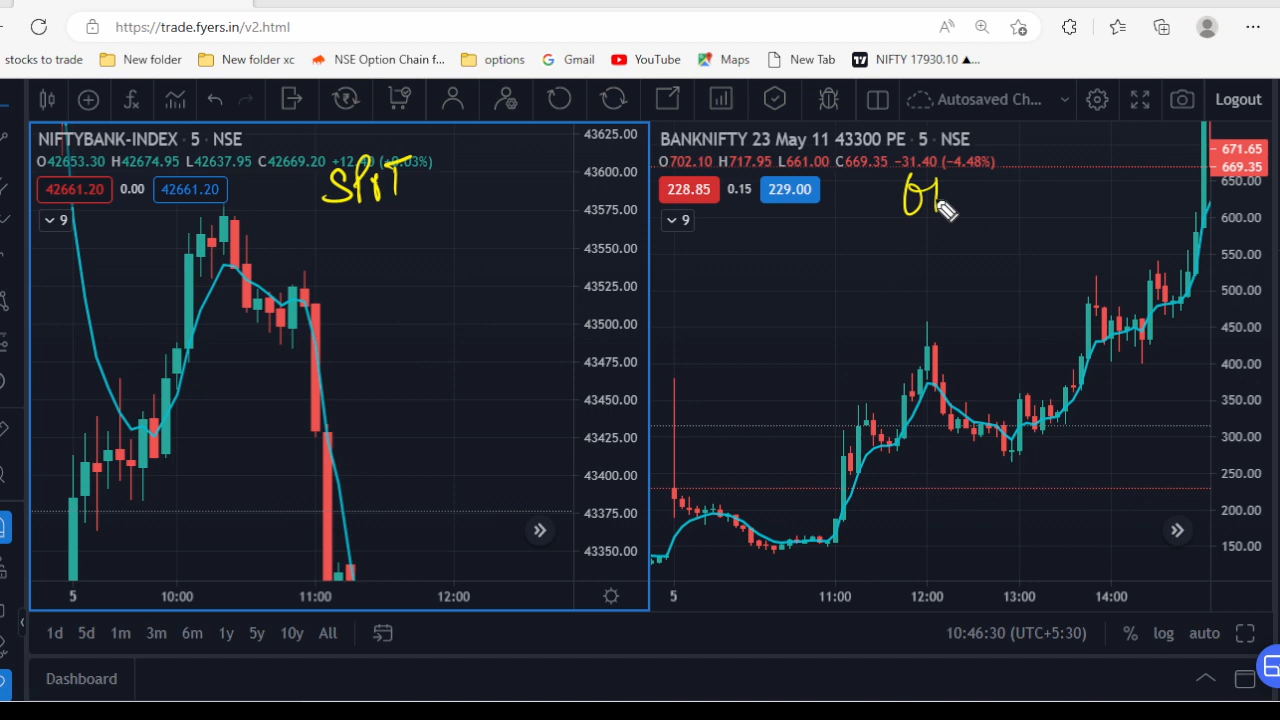 https://trade.fyers.in/v2.html
stocks to trade New folder New folder xc NSE Option Chain f... options Gmail YouTube Maps New Tab NIFTY 17930.10 ▲...
Autosaved Ch... Logout
NIFTYBANK-INDEX · 5 · NSE
O42653.30 H42674.95 L42637.95 C42669.20
42661.20 0.00 42661.20
9
SPOT
43625.00
43600.00
43575.00
43550.00
43525.00
43500.00
43475.00
43450.00
43425.00
43400.00
43375.00
43350.00
5 10:00 11:00 12:00
BANKNIFTY 23 May 11 43300 PE · 5 · NSE
O702.10 H717.95 L661.00 C669.35 −31.40 (−4.48%)
228.85 0.15 229.00
9
671.65
669.35
650.00
600.00
550.00
500.00
450.00
400.00
350.00
300.00
250.00
200.00
150.00
5 11:00 12:00 13:00 14:00
1d 5d 1m 3m 6m 1y 5y 10y All 10:46:30 (UTC+5:30) % log auto
Dashboard